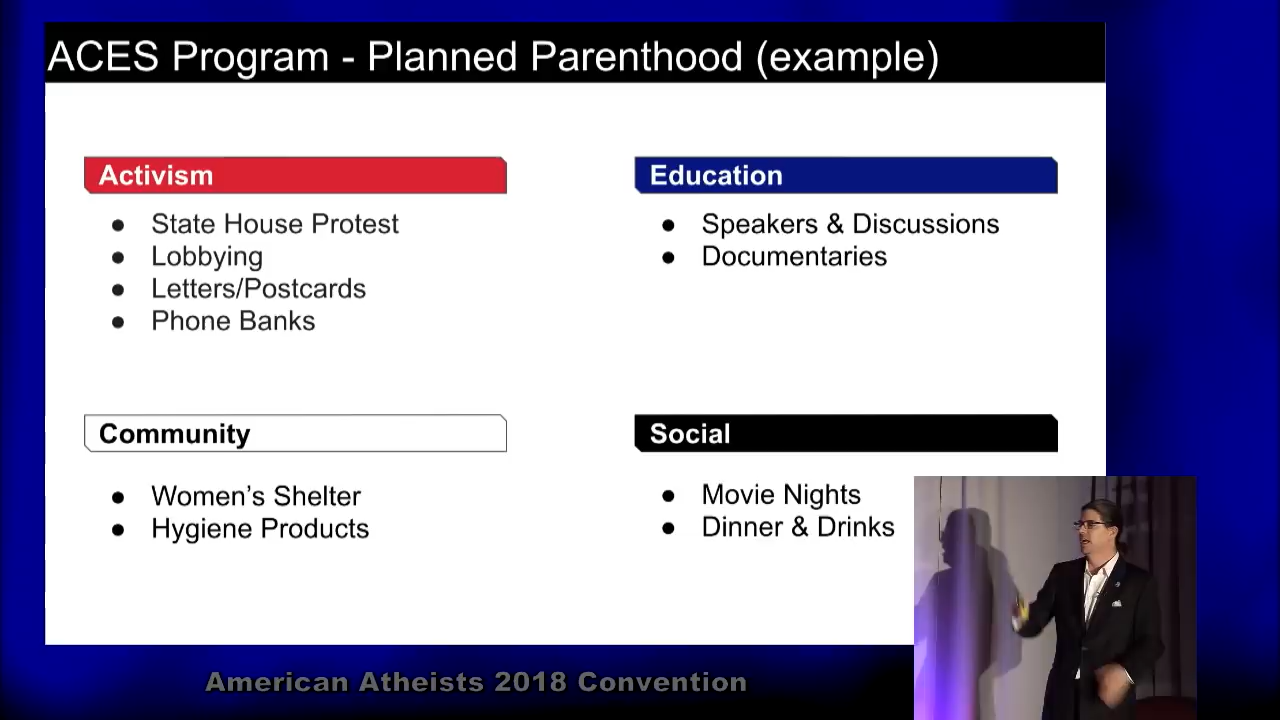 ACES Program - Planned Parenthood (example)
Activism
● State House Protest
● Lobbying
● Letters/Postcards
● Phone Banks
Education
● Speakers & Discussions
● Documentaries
Community
● Women’s Shelter
● Hygiene Products
Social
● Movie Nights
● Dinner & Drinks
American Atheists 2018 Convention